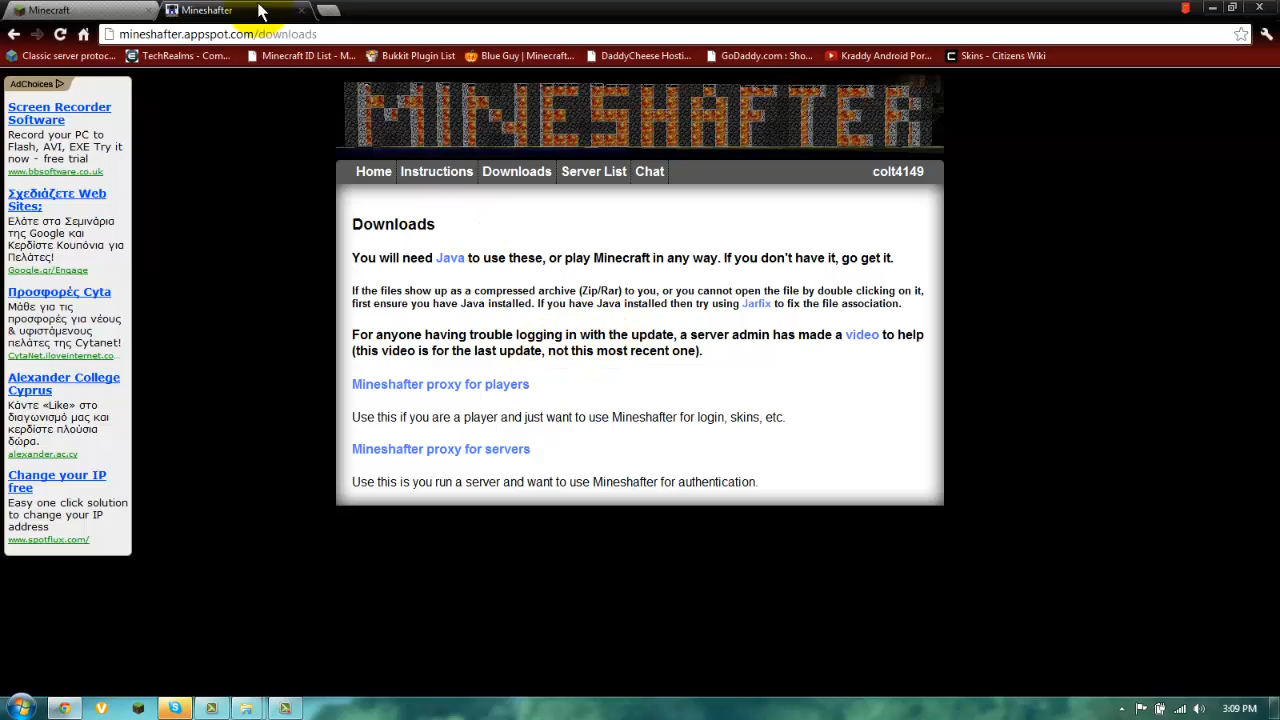 Minecraft
Mineshafter
mineshafter.appspot.com/downloads
Classic server protoc...
TechRealms - Com...
Minecraft ID List - M...
Bukkit Plugin List
Blue Guy | Minecraft...
DaddyCheese Hosti...
GoDaddy.com : Sho...
Kraddy Android Por...
Skins - Citizens Wiki
AdChoices
Screen Recorder
Software
Record your PC to
Flash, AVI, EXE Try it
now - free trial
www.bbsoftware.co.uk
Σχεδιάζετε Web
Sites;
Ελάτε στα Σεμινάρια
της Google και
Κερδίστε Κουπόνια για
Πελάτες!
Google.gr/Engage
Προσφορές Cyta
Μάθε για τις
προσφορές για νέους
& υφιστάμενους
πελάτες της Cytanet!
CytaNet.iloveinternet.co...
Alexander College
Cyprus
Κάντε «Like» στο
διαγωνισμό μας και
κερδίστε πλούσια
δώρα.
alexander.ac.cy
Change your IP
free
Easy one click solution
to change your IP
address
www.spotflux.com/
MINESHAFTER
Home Instructions Downloads Server List Chat colt4149
Downloads
You will need Java to use these, or play Minecraft in any way. If you don't have it, go get it.
If the files show up as a compressed archive (Zip/Rar) to you, or you cannot open the file by double clicking on it,
first ensure you have Java installed. If you have Java installed then try using Jarfix to fix the file association.
For anyone having trouble logging in with the update, a server admin has made a video to help
(this video is for the last update, not this most recent one).
Mineshafter proxy for players
Use this if you are a player and just want to use Mineshafter for login, skins, etc.
Mineshafter proxy for servers
Use this is you run a server and want to use Mineshafter for authentication.
3:09 PM